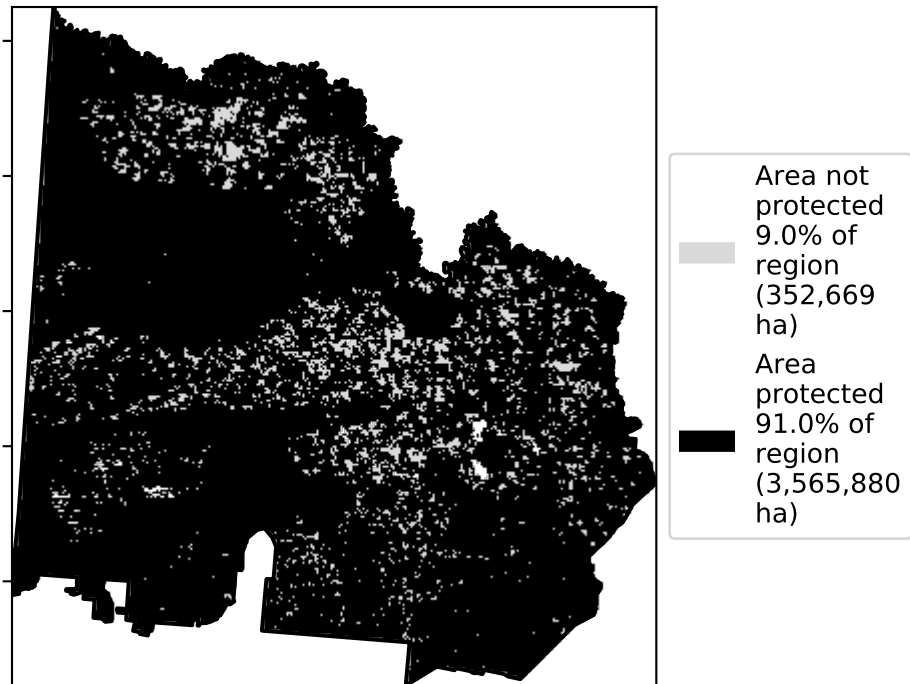 Area not
protected
9.0% of
region
(352,669
ha)
Area
protected
91.0% of
region
(3,565,880
ha)